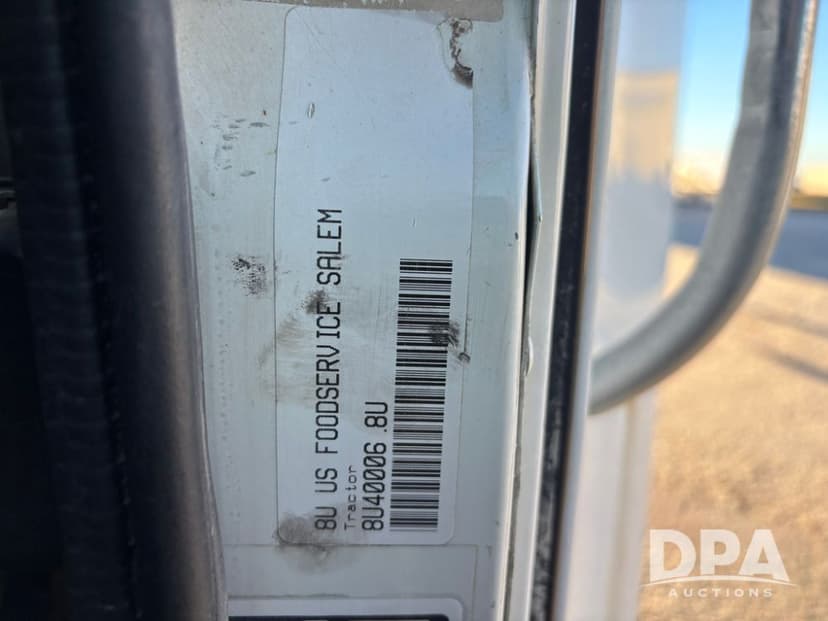 8U US FOODSERVICE SALEM
Tractor
8U40006.8U
DPA
AUCTIONS